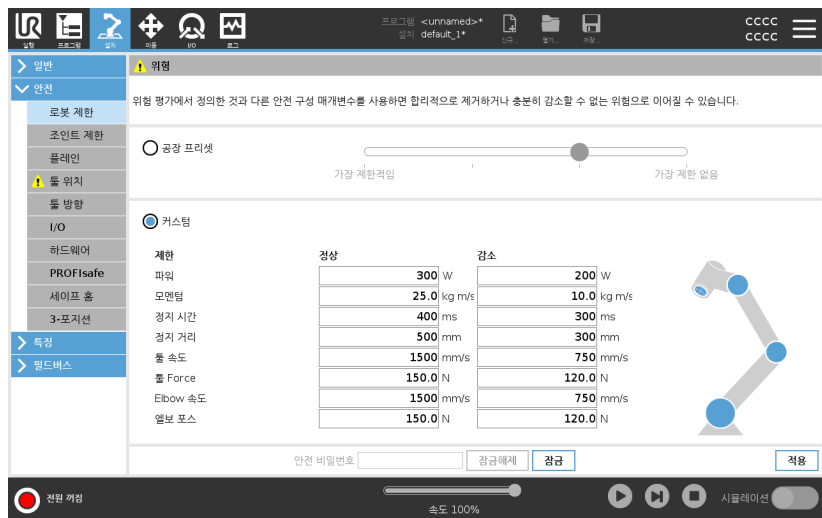 UR
프로그램 <unnamed>*
설치 default_1*
신규... 열기... 저장...
cccc
cccc
실행 프로그램 설치 이동 I/O 로그
일반
안전
로봇 제한
조인트 제한
플레인
툴 위치
툴 방향
I/O
하드웨어
PROFIsafe
세이프 홈
3-포지션
특징
필드버스
위험
위험 평가에서 정의한 것과 다른 안전 구성 매개변수를 사용하면 합리적으로 제거하거나 충분히 감소할 수 없는 위험으로 이어질 수 있습니다.
공장 프리셋
가장 제한적임 가장 제한 없음
커스텀
제한 정상 감소
파워 300 W 200 W
모멘텀 25.0 kg m/s 10.0 kg m/s
정지 시간 400 ms 300 ms
정지 거리 500 mm 300 mm
툴 속도 1500 mm/s 750 mm/s
툴 Force 150.0 N 120.0 N
Elbow 속도 1500 mm/s 750 mm/s
엘보 포스 150.0 N 120.0 N
안전 비밀번호 잠금해제 잠금 적용
전원 꺼짐
속도 100%
시뮬레이션